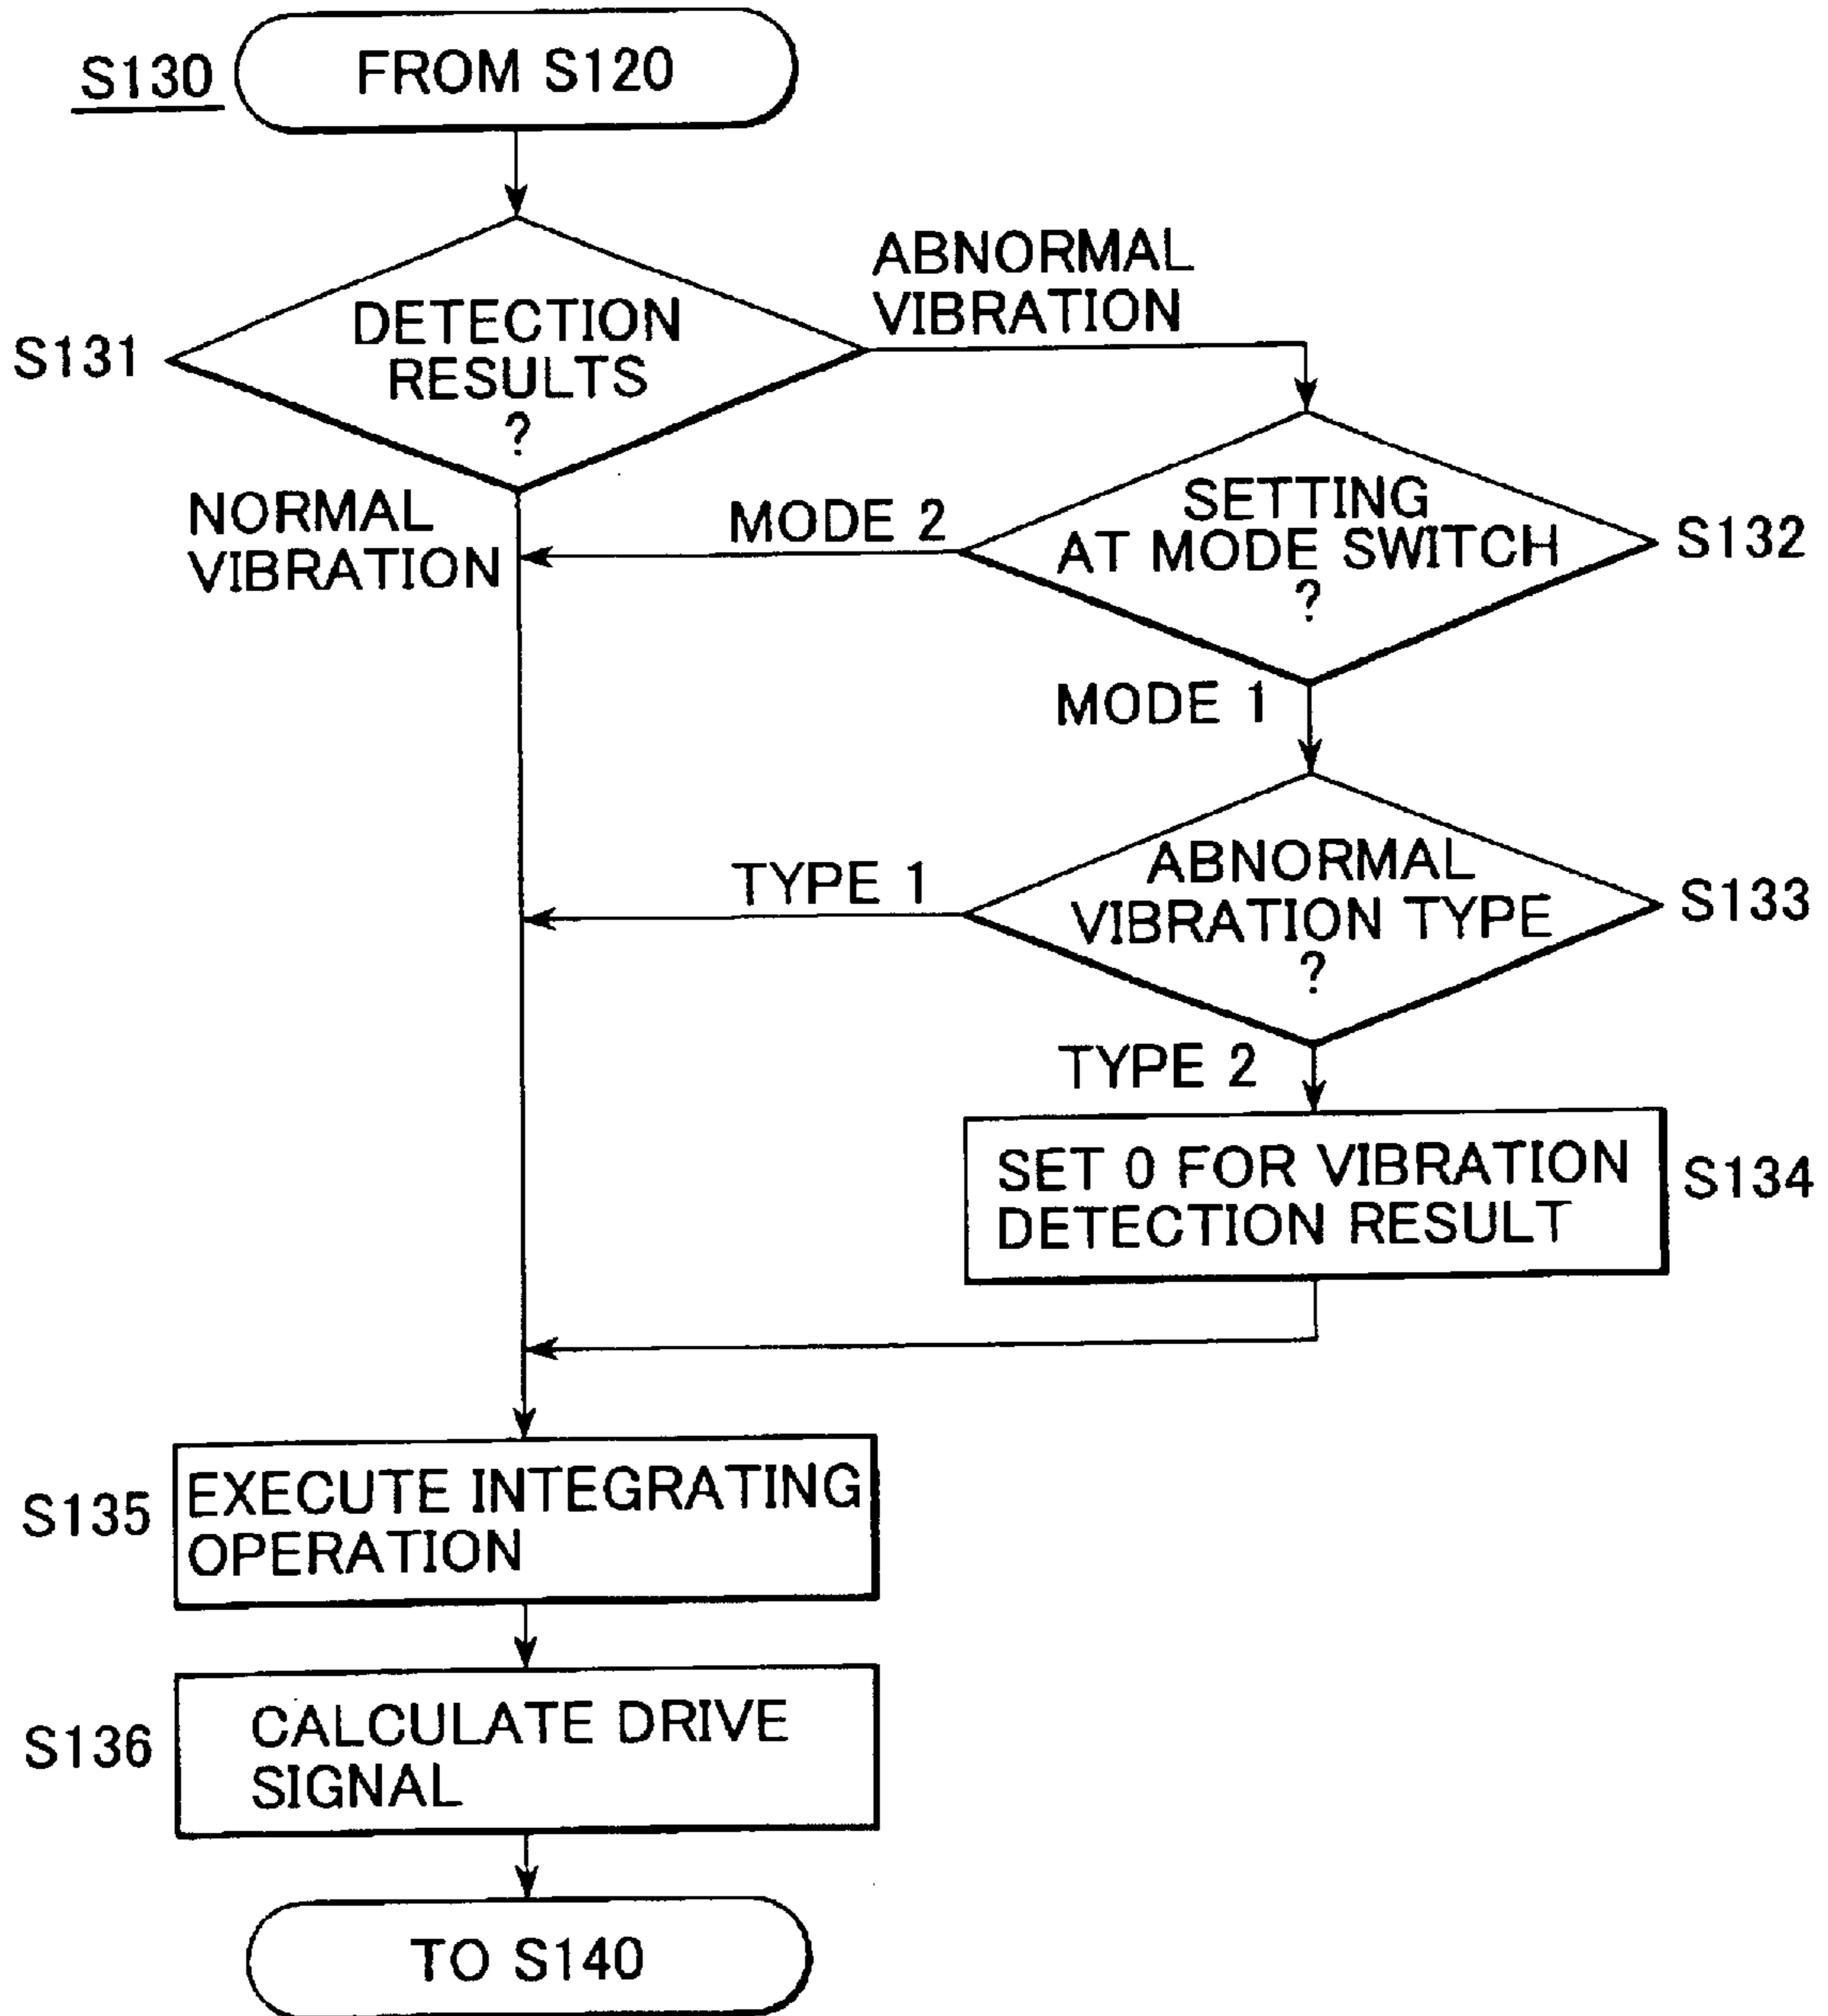 S130
FROM S120
ABNORMAL
VIBRATION
S131
DETECTION
RESULTS
?
NORMAL
VIBRATION
MODE 2
SETTING
AT MODE SWITCH
?
S132
MODE 1
TYPE 1
ABNORMAL
VIBRATION TYPE
?
S133
TYPE 2
SET 0 FOR VIBRATION
DETECTION RESULT
S134
S135
EXECUTE INTEGRATING
OPERATION
S136
CALCULATE DRIVE
SIGNAL
TO S140